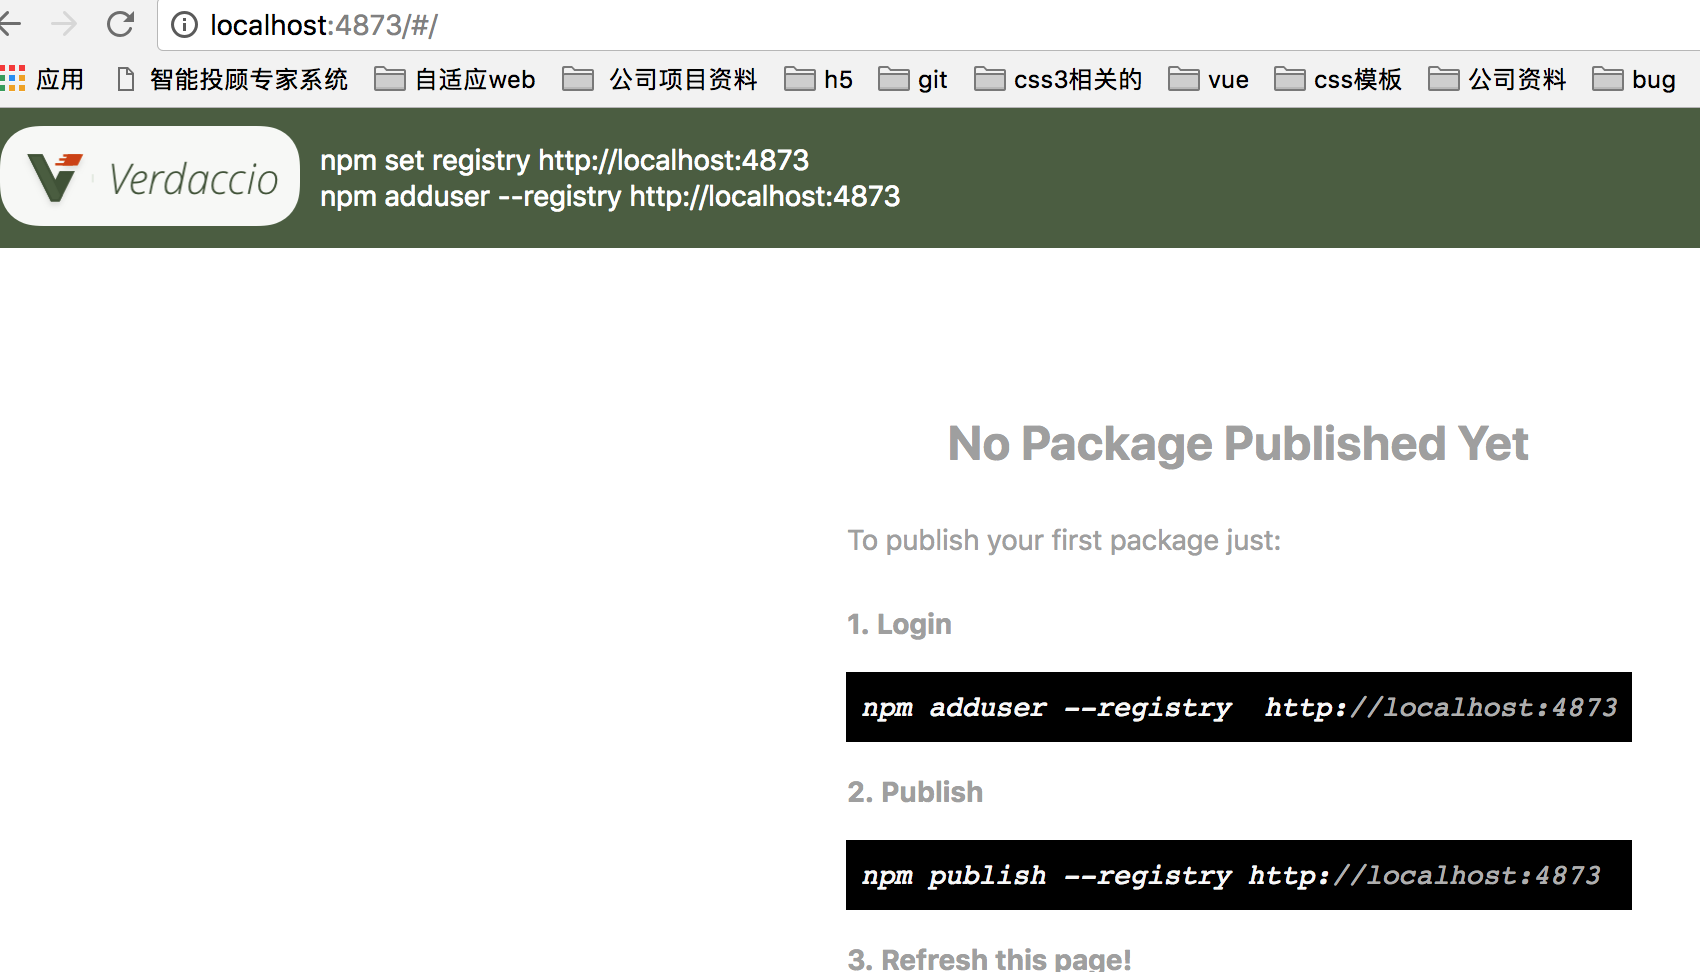 localhost:4873/#/
应用 智能投顾专家系统 自适应web 公司项目资料 h5 git css3相关的 vue css模板 公司资料 bug
Verdaccio
npm set registry http://localhost:4873
npm adduser --registry http://localhost:4873
No Package Published Yet
To publish your first package just:
1. Login
npm adduser --registry  http://localhost:4873
2. Publish
npm publish --registry http://localhost:4873
3. Refresh this page!